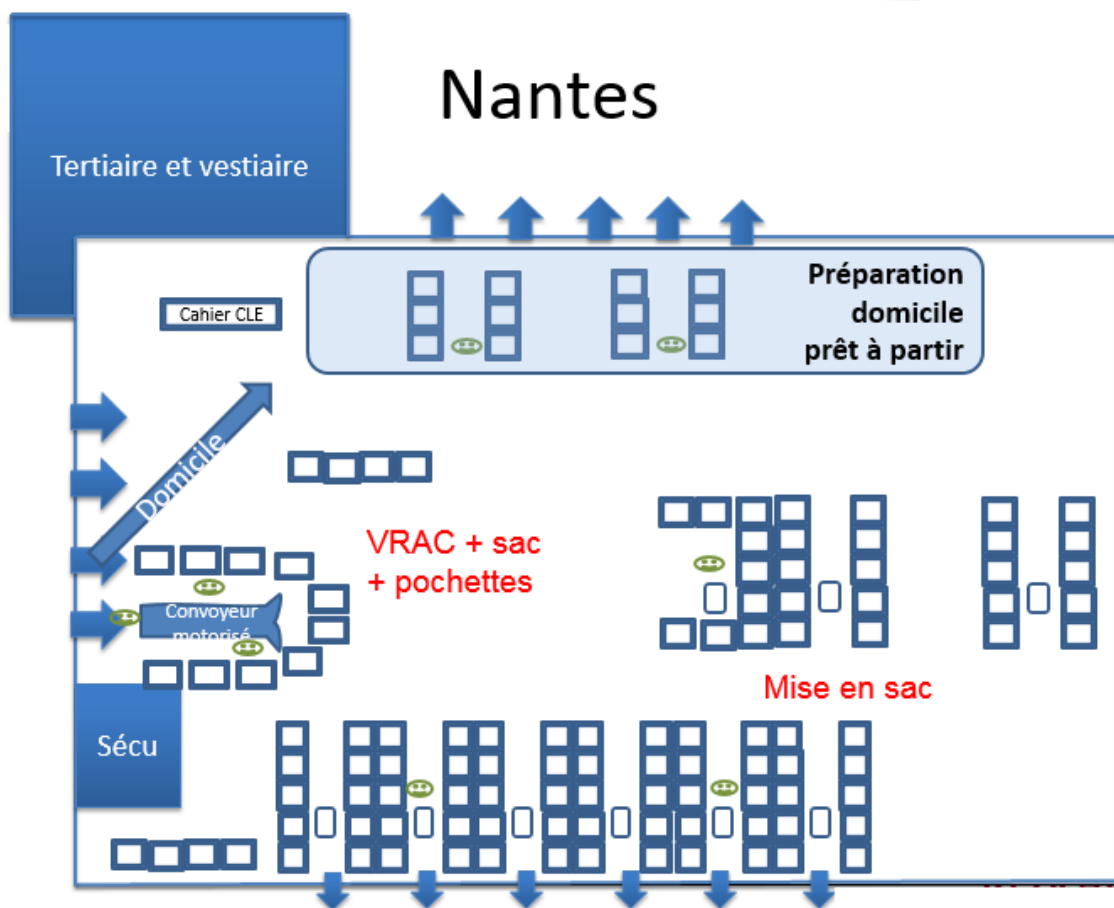 Nantes
Tertiaire et vestiaire
Cahier CLE
Préparation
domicile
prêt à partir
Domicile
VRAC + sac
+ pochettes
Convoyeur
motorisé
Mise en sac
Sécu